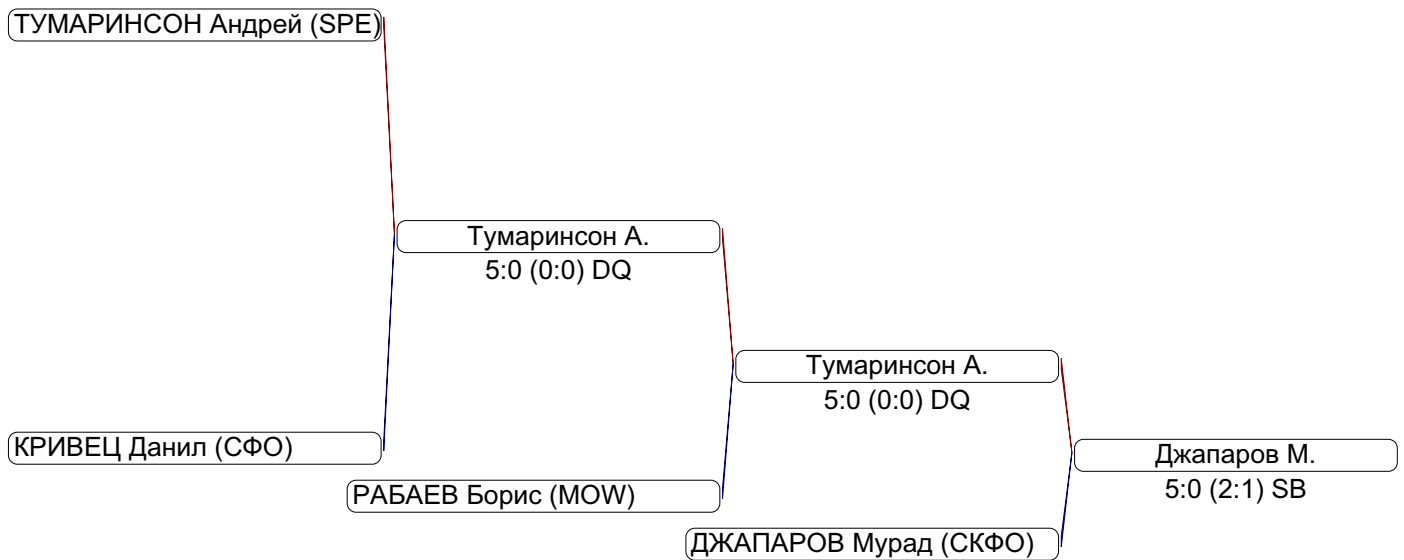 ТУМАРИНСОН Андрей (SPE)
Тумаринсон А.
5:0 (0:0) DQ
Тумаринсон А.
5:0 (0:0) DQ
КРИВЕЦ Данил (СФО)
Джапаров М.
5:0 (2:1) SB
РАБАЕВ Борис (MOW)
ДЖАПАРОВ Мурад (СКФО)